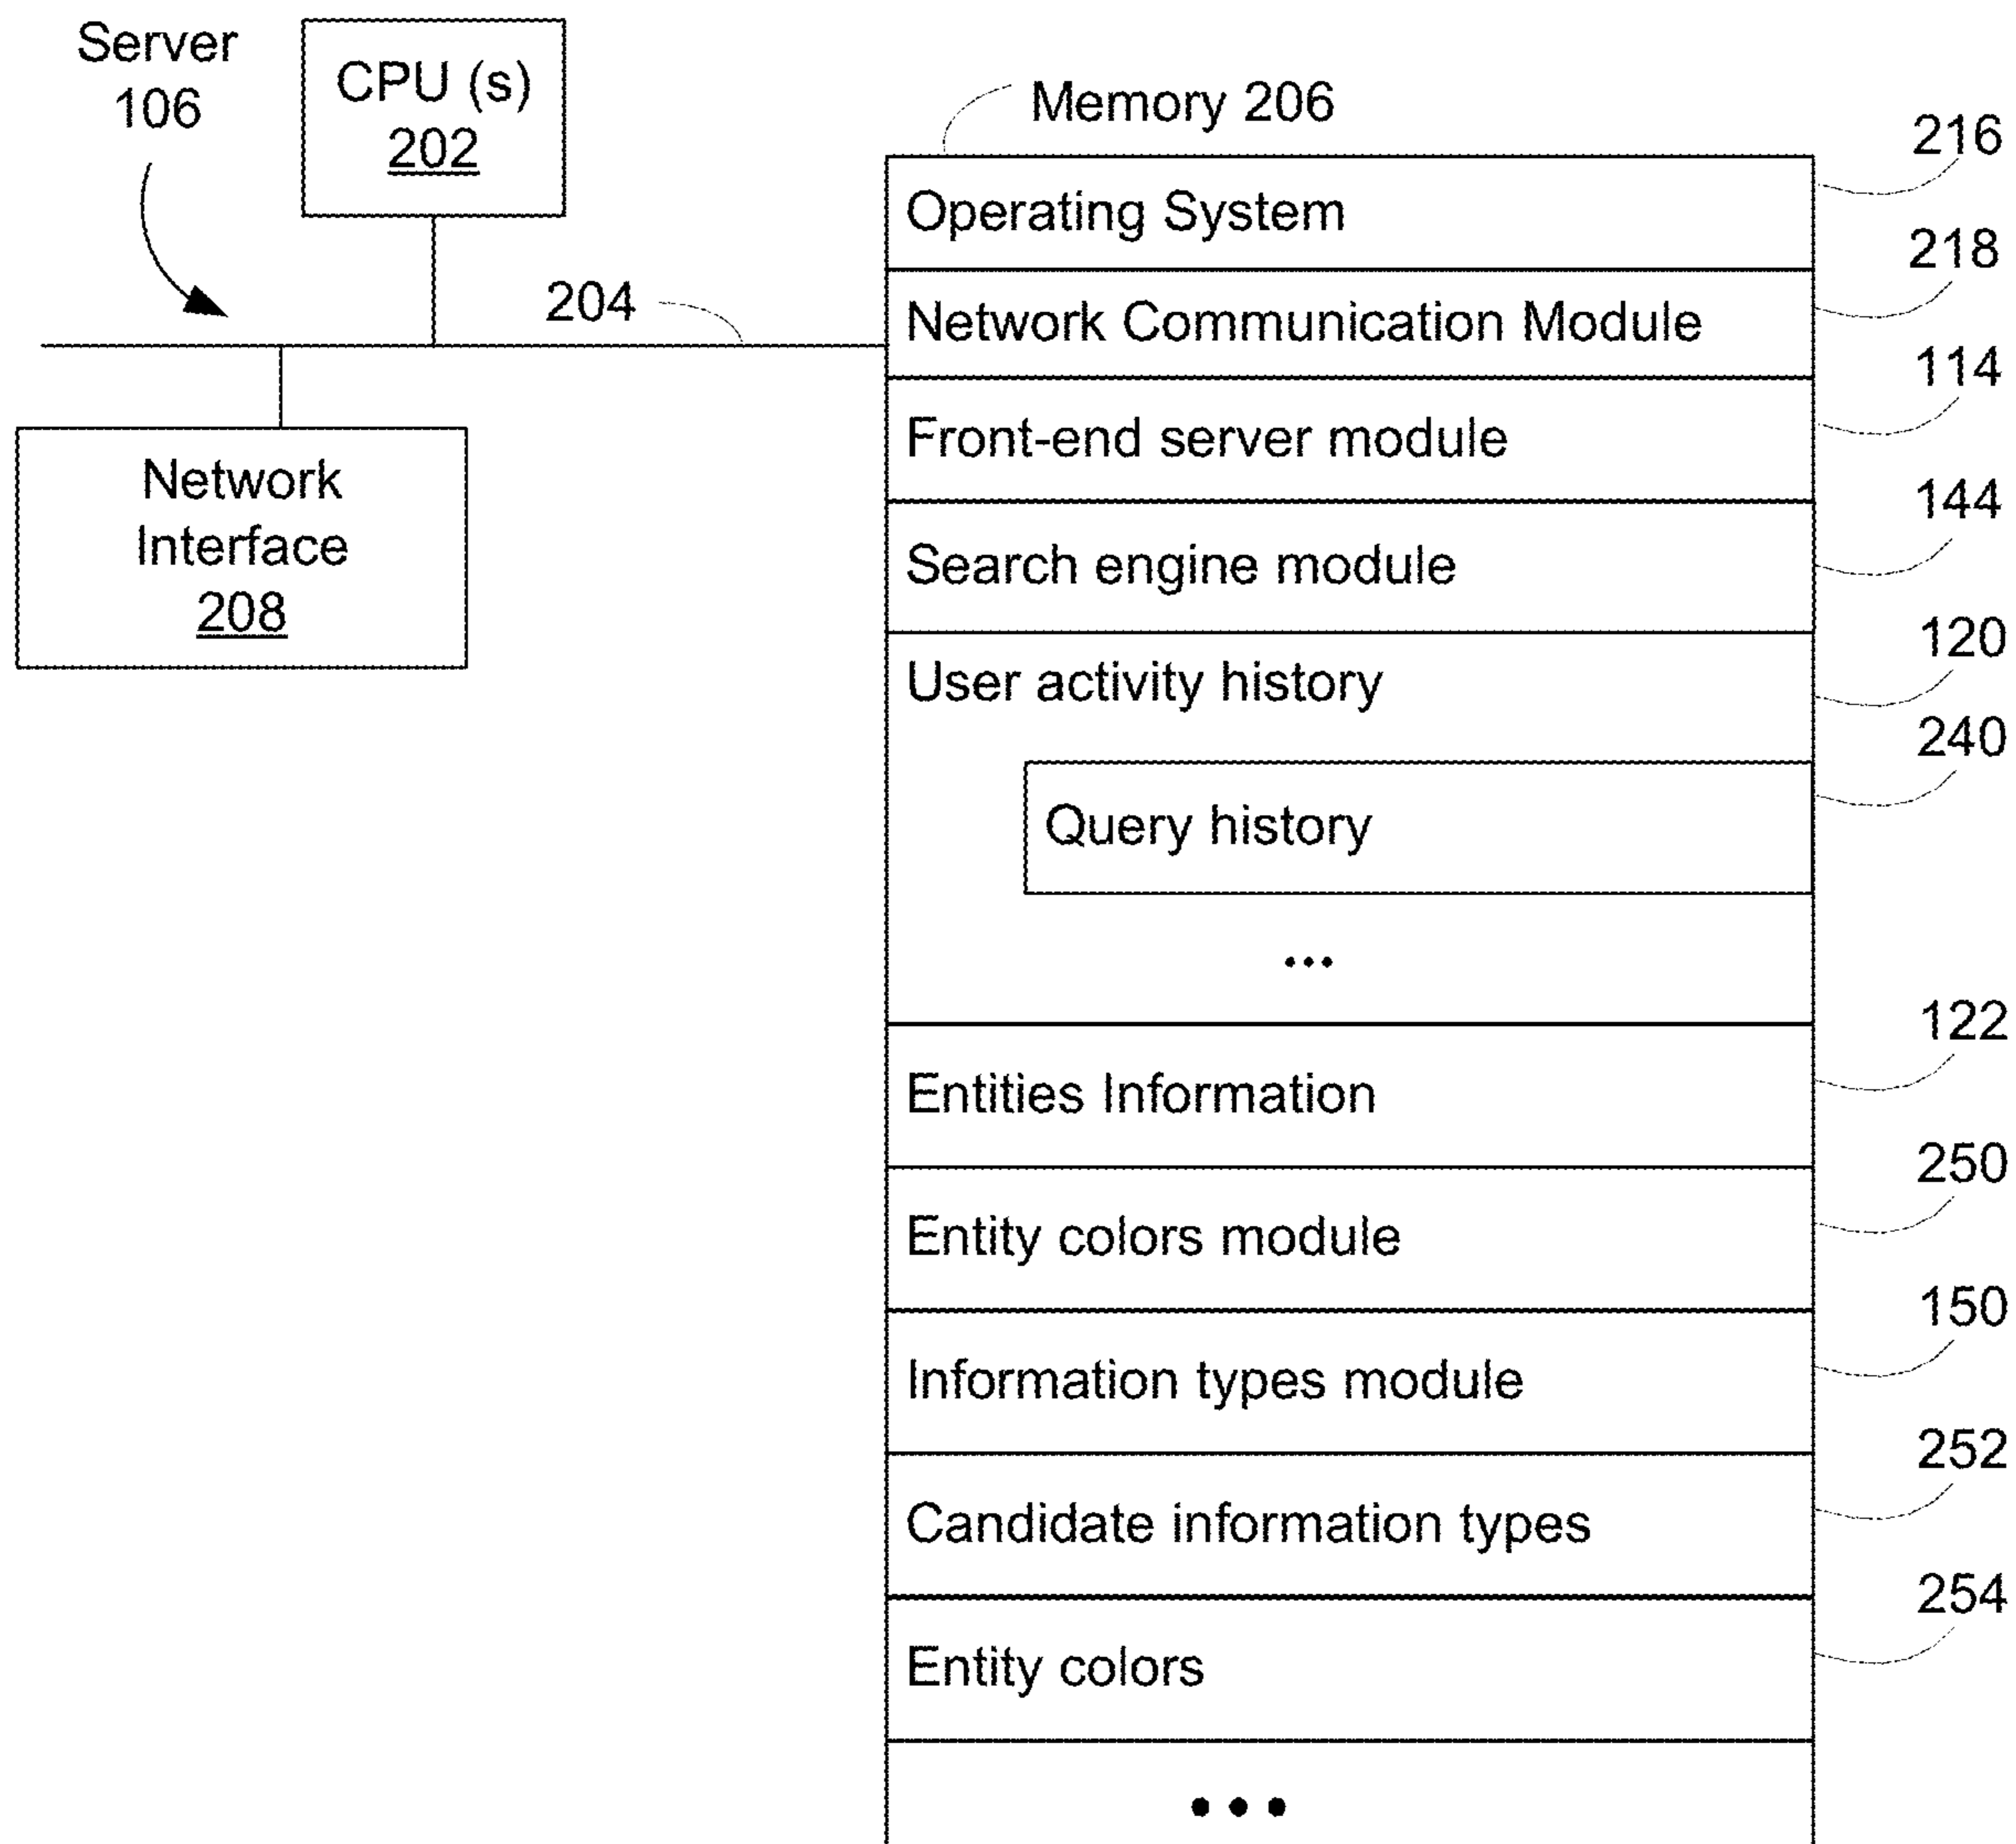 Server
106
CPU (s)
202
Memory 206
204
Network
Interface
208
Operating System
216
Network Communication Module
218
Front-end server module
114
Search engine module
144
User activity history
120
Query history
240
...
Entities Information
122
Entity colors module
250
Information types module
150
Candidate information types
252
Entity colors
254
...